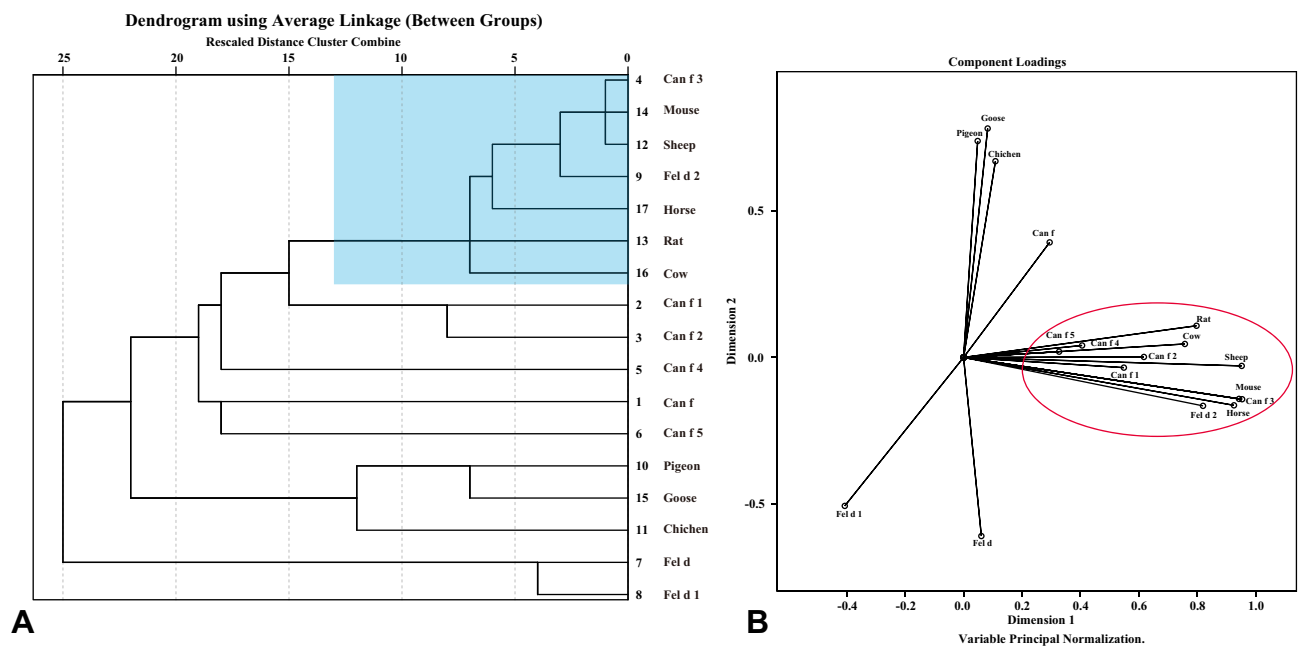 Dendrogram using Average Linkage (Between Groups)
Rescaled Distance Cluster Combine
25 20 15 10 5 0
4 Can f 3
14 Mouse
12 Sheep
9 Fel d 2
17 Horse
13 Rat
16 Cow
2 Can f 1
3 Can f 2
5 Can f 4
1 Can f
6 Can f 5
10 Pigeon
15 Goose
11 Chichen
7 Fel d
8 Fel d 1
A
Component Loadings
Goose
Pigeon
Chichen
0.5
Can f
Rat
Can f 5
Cow
Can f 4
Dimension 2
0.0
Can f 2
Sheep
Can f 1
Mouse
Can f 3
Fel d 2
Horse
-0.5
Fel d 1
Fel d
-0.4 -0.2 0.0 0.2 0.4 0.6 0.8 1.0
Dimension 1
B
Variable Principal Normalization.